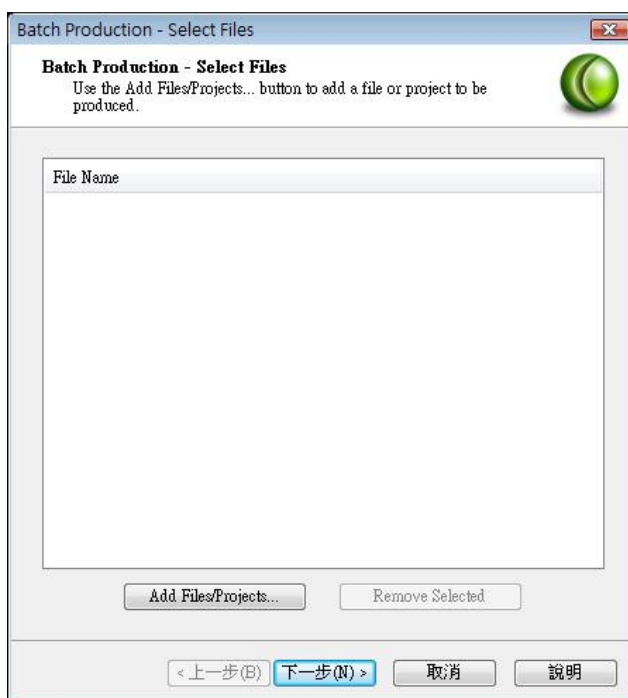 Batch Production - Select Files
Batch Production - Select Files
Use the Add Files/Projects... button to add a file or project to be
produced.
File Name
Add Files/Projects...
Remove Selected
< 上一步(B)
下一步(N) >
取消
說明